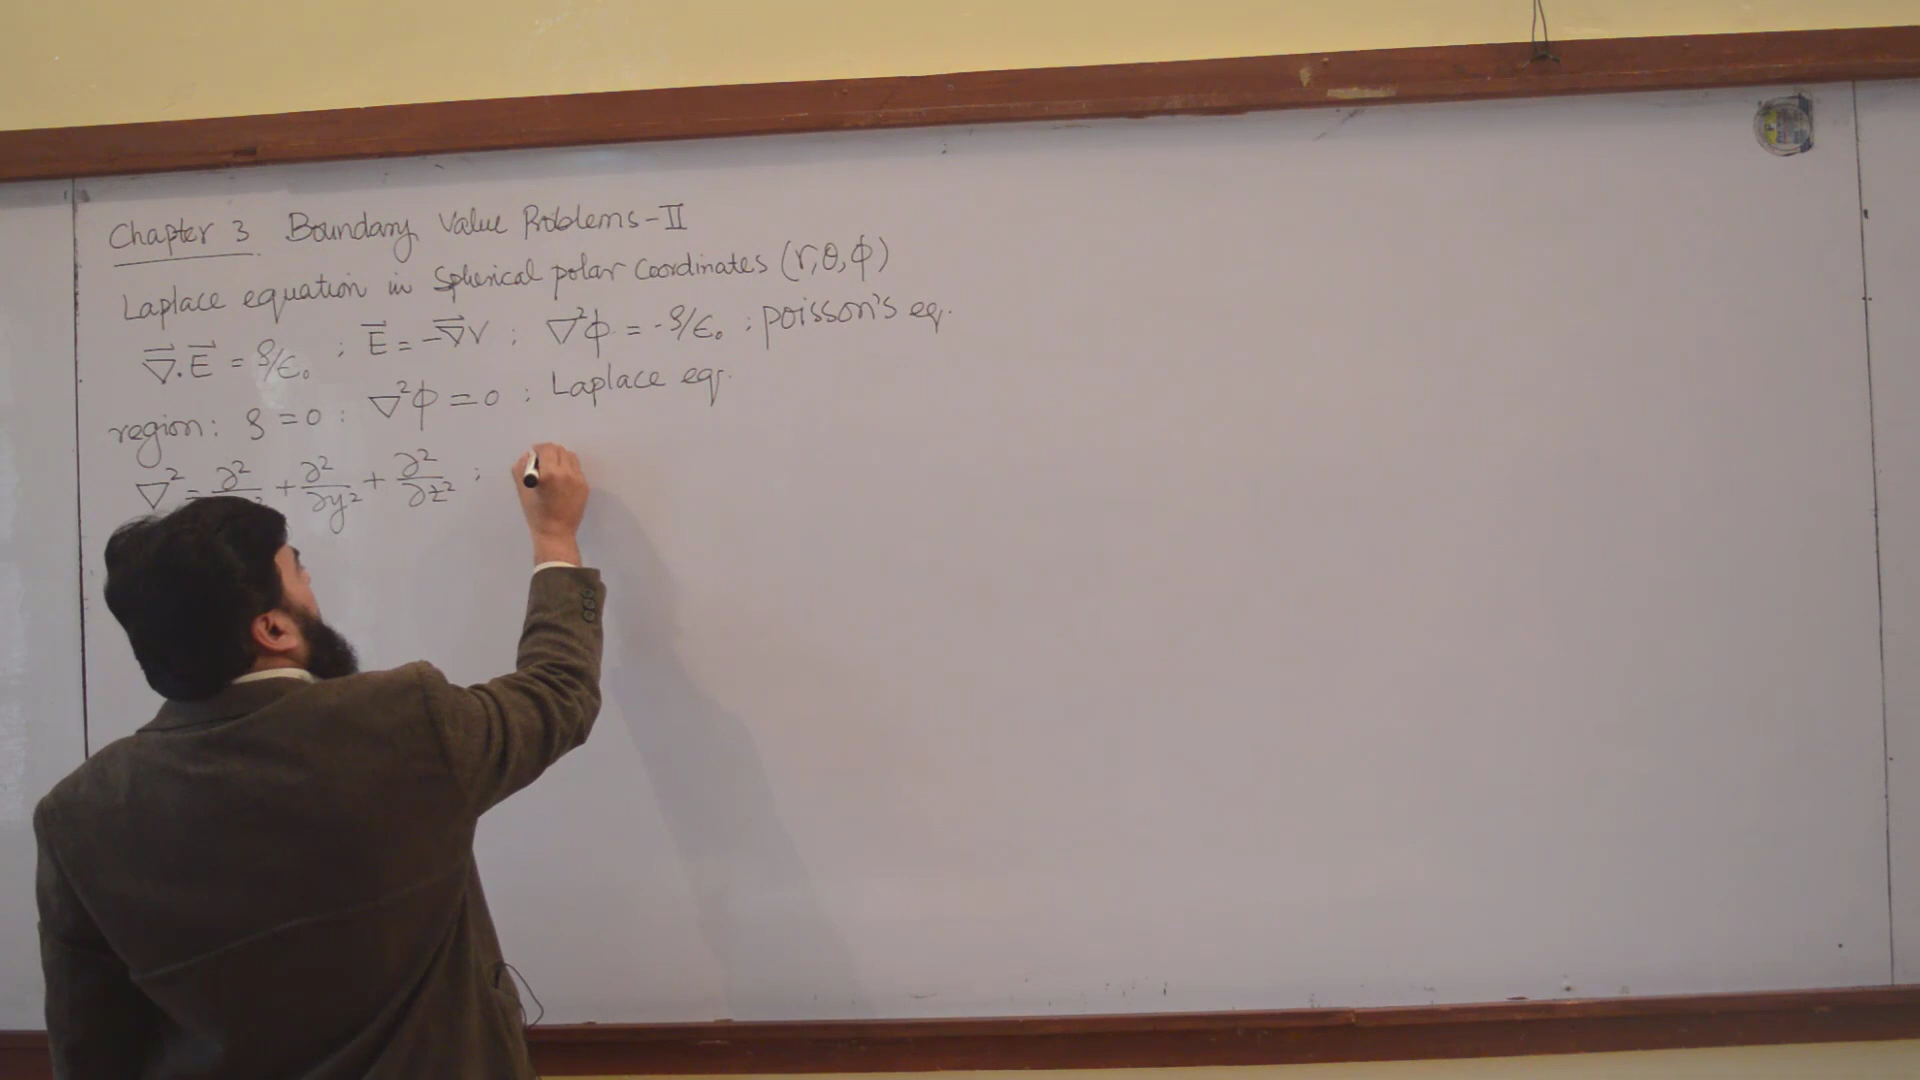 Chapter 3 Boundary Value Problems-II
Laplace equation in Spherical polar Coordinates (r,θ,ϕ)
∇⃗.E⃗ = ρ/ϵ₀ ; E⃗ = -∇⃗V ; ∇²ϕ = -ρ/ϵ₀ ; poisson's eq.
region: ρ = 0 : ∇²ϕ = 0 ; Laplace eq.
∇² = ∂²/ + ∂²/∂y² + ∂²/∂z² ;